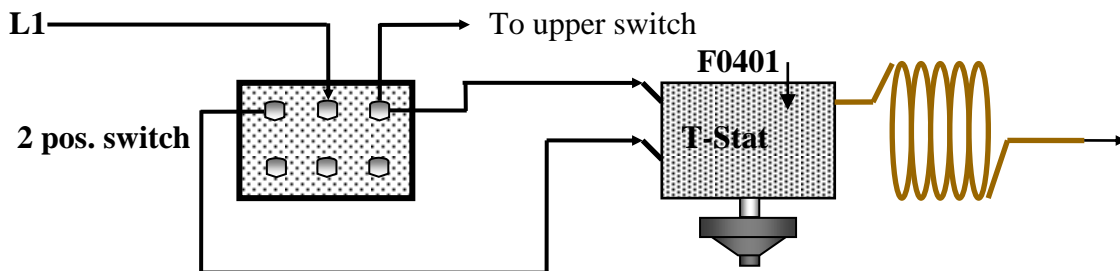 L1
To upper switch
F0401
2 pos. switch
T-Stat